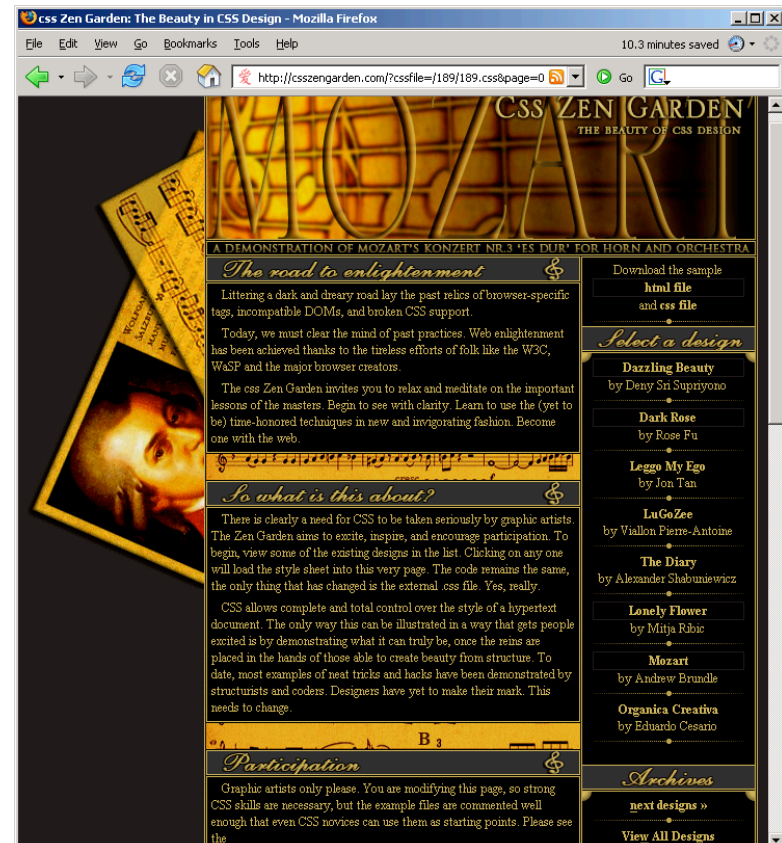 css Zen Garden: The Beauty in CSS Design - Mozilla Firefox
File Edit View Go Bookmarks Tools Help
10.3 minutes saved
http://csszengarden.com/?cssfile=/189/189.css&page=0
Go
G
CSS ZEN GARDEN
THE BEAUTY OF CSS DESIGN
MOZART
A DEMONSTRATION OF MOZART'S KONZERT NR.3 'ES DUR' FOR HORN AND ORCHESTRA
WOLFGANG
SALZBU
The road to enlightenment
Littering a dark and dreary road lay the past relics of browser-specific
tags, incompatible DOMs, and broken CSS support.
Today, we must clear the mind of past practices. Web enlightenment
has been achieved thanks to the tireless efforts of folk like the W3C,
WaSP and the major browser creators.
The css Zen Garden invites you to relax and meditate on the important
lessons of the masters. Begin to see with clarity. Learn to use the (yet to
be) time-honored techniques in new and invigorating fashion. Become
one with the web.
So what is this about?
There is clearly a need for CSS to be taken seriously by graphic artists.
The Zen Garden aims to excite, inspire, and encourage participation. To
begin, view some of the existing designs in the list. Clicking on any one
will load the style sheet into this very page. The code remains the same,
the only thing that has changed is the external .css file. Yes, really.
CSS allows complete and total control over the style of a hypertext
document. The only way this can be illustrated in a way that gets people
excited is by demonstrating what it can truly be, once the reins are
placed in the hands of those able to create beauty from structure. To
date, most examples of neat tricks and hacks have been demonstrated by
structurists and coders. Designers have yet to make their mark. This
needs to change.
B 3
Participation
Graphic artists only please. You are modifying this page, so strong
CSS skills are necessary, but the example files are commented well
enough that even CSS novices can use them as starting points. Please see
the
Download the sample
html file
and css file
Select a design
Dazzling Beauty
by Deny Sri Supriyono
Dark Rose
by Rose Fu
Leggo My Ego
by Jon Tan
LuGoZee
by Viallon Pierre-Antoine
The Diary
by Alexander Shabuniewicz
Lonely Flower
by Mitja Ribic
Mozart
by Andrew Brundle
Organica Creativa
by Eduardo Cesario
Archives
next designs »
View All Designs